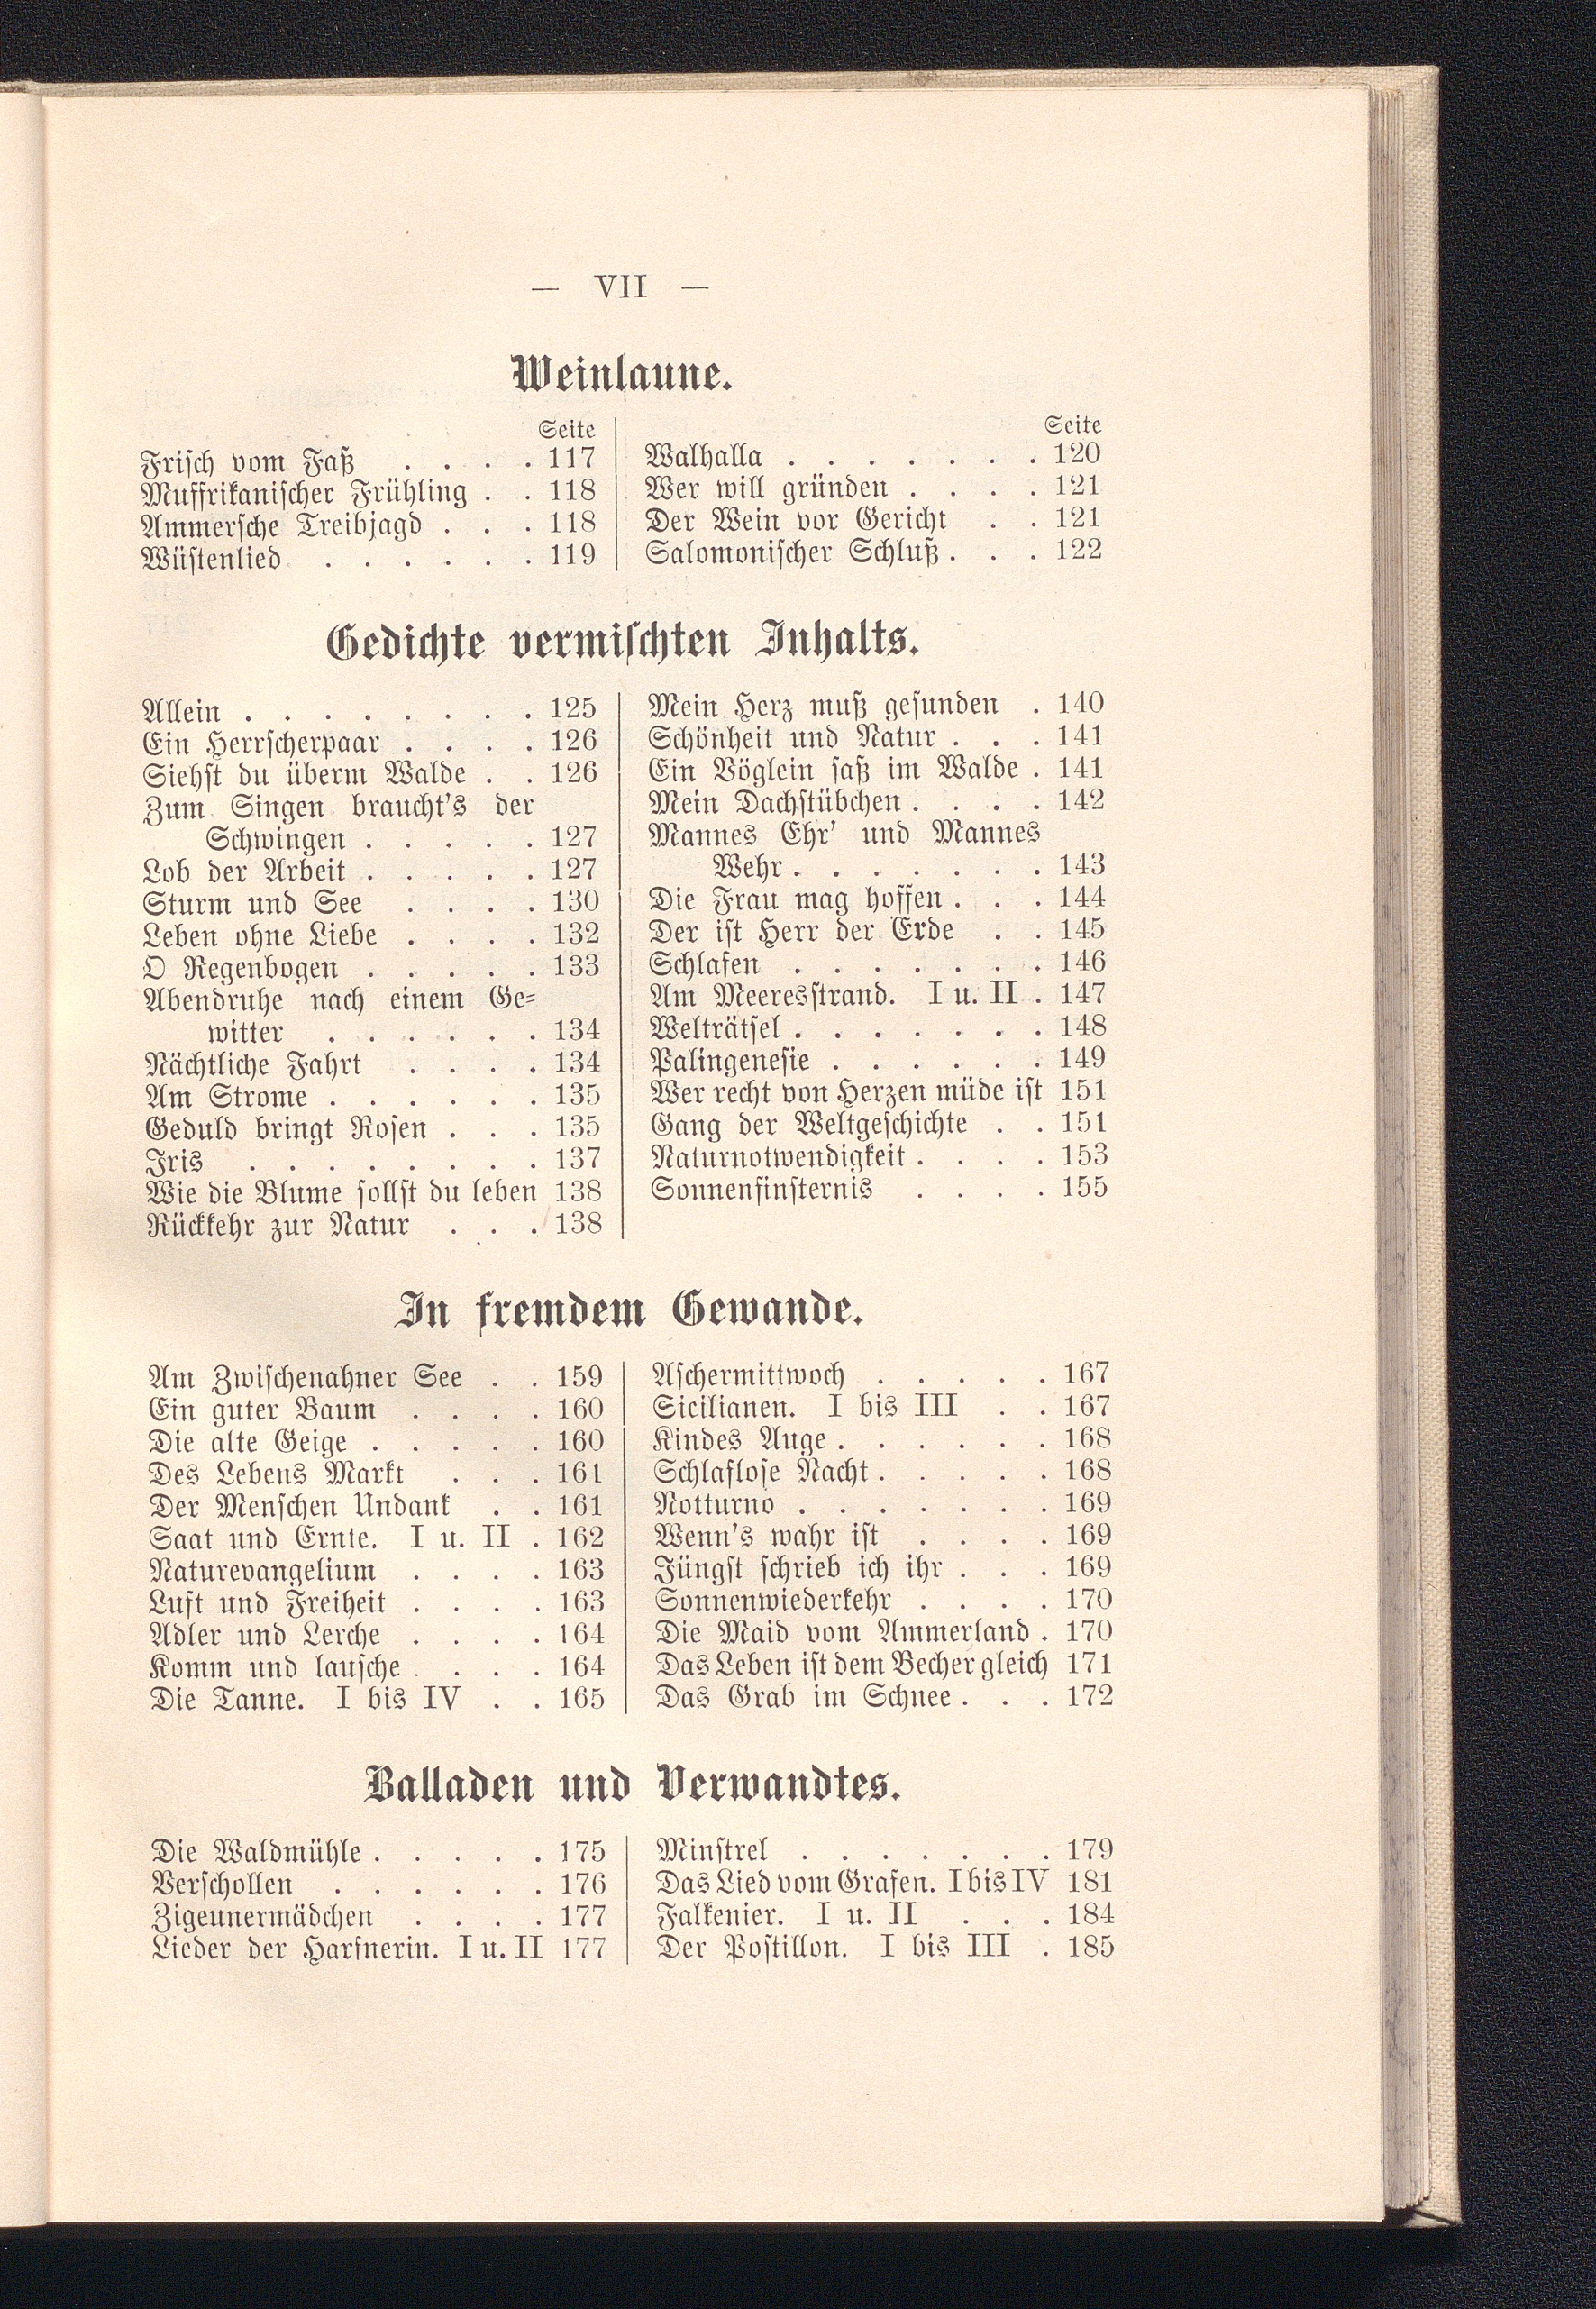 — VII —
Weinlaune.
Seite
Frisch vom Faß . . . . 117
Muffrikanischer Frühling . . 118
Ammersche Treibjagd . . . 118
Wüstenlied . . . . . . 119
Seite
Walhalla . . . . . . . 120
Wer will gründen . . . . 121
Der Wein vor Gericht . . 121
Salomonischer Schluß . . . 122
Gedichte vermischten Inhalts.
Allein . . . . . . . . 125
Ein Herrscherpaar . . . . 126
Siehst du überm Walde . . 126
Zum Singen braucht's der
Schwingen . . . . . 127
Lob der Arbeit . . . . . 127
Sturm und See . . . . 130
Leben ohne Liebe . . . . 132
O Regenbogen . . . . . 133
Abendruhe nach einem Ge-
witter . . . . . . 134
Nächtliche Fahrt . . . . 134
Am Strome . . . . . . 135
Geduld bringt Rosen . . . 135
Iris . . . . . . . . 137
Wie die Blume sollst du leben 138
Rückkehr zur Natur . . . 138
Mein Herz muß gesunden . 140
Schönheit und Natur . . . 141
Ein Vöglein saß im Walde . 141
Mein Dachstübchen . . . . 142
Mannes Ehr' und Mannes
Wehr . . . . . . . 143
Die Frau mag hoffen . . . 144
Der ist Herr der Erde . . 145
Schlafen . . . . . . . 146
Am Meeresstrand. I u. II . 147
Welträtsel . . . . . . . 148
Palingenesie . . . . . . 149
Wer recht von Herzen müde ist 151
Gang der Weltgeschichte . . 151
Naturnotwendigkeit . . . . 153
Sonnenfinsternis . . . . 155
In fremdem Gewande.
Am Zwischenahner See . . 159
Ein guter Baum . . . . 160
Die alte Geige . . . . . 160
Des Lebens Markt . . . 161
Der Menschen Undank . . 161
Saat und Ernte. I u. II . 162
Naturevangelium . . . . 163
Luft und Freiheit . . . . 163
Adler und Lerche . . . . 164
Komm und lausche . . . . 164
Die Tanne. I bis IV . . 165
Aschermittwoch . . . . . 167
Sicilianen. I bis III . . 167
Kindes Auge . . . . . . 168
Schlaflose Nacht . . . . . 168
Notturno . . . . . . . 169
Wenn's wahr ist . . . . 169
Jüngst schrieb ich ihr . . . 169
Sonnenwiederkehr . . . . 170
Die Maid vom Ammerland . 170
Das Leben ist dem Becher gleich 171
Das Grab im Schnee . . . 172
Balladen und Verwandtes.
Die Waldmühle . . . . . 175
Verschollen . . . . . . 176
Zigeunermädchen . . . . 177
Lieder der Harfnerin. I u. II 177
Minstrel . . . . . . . 179
Das Lied vom Grafen. I bis IV 181
Falkenier. I u. II . . . 184
Der Postillon. I bis III . 185